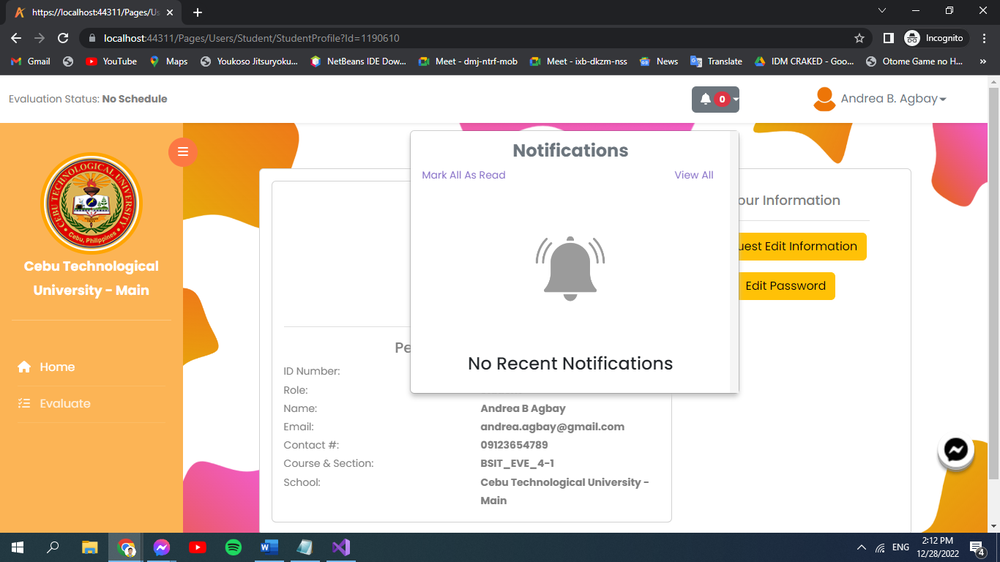 https://localhost:44311/Pages/Us
localhost:44311/Pages/Users/Student/StudentProfile?Id=1190610
Incognito
Gmail
YouTube
Maps
Youkoso Jitsuryoku...
NetBeans IDE Dow...
Meet - dmj-ntrf-mob
Meet - ixb-dkzm-nss
News
Translate
IDM CRAKED - Goo...
Otome Game no H...
»
Evaluation Status: No Schedule
0
Andrea B. Agbay
CEBU TECHNOLOGICAL UNIVERSITY
Cebu, Philippines
Cebu Technological
University - Main
Home
Evaluate
Notifications
Mark All As Read
View All
No Recent Notifications
our Information
uest Edit Information
Edit Password
Pe
ID Number:
Role:
Name: Andrea B Agbay
Email: andrea.agbay@gmail.com
Contact #: 09123654789
Course & Section: BSIT_EVE_4-1
School: Cebu Technological University -
Main
ENG
2:12 PM
12/28/2022
4